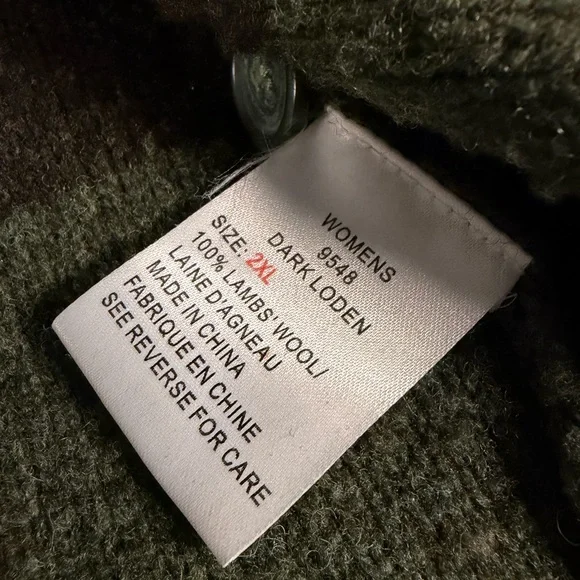 WOMENS
9548
DARK LODEN
SIZE: 2XL
100% LAMBS' WOOL/
LAINE D'AGNEAU
MADE IN CHINA
FABRIQUE EN CHINE
SEE REVERSE FOR CARE